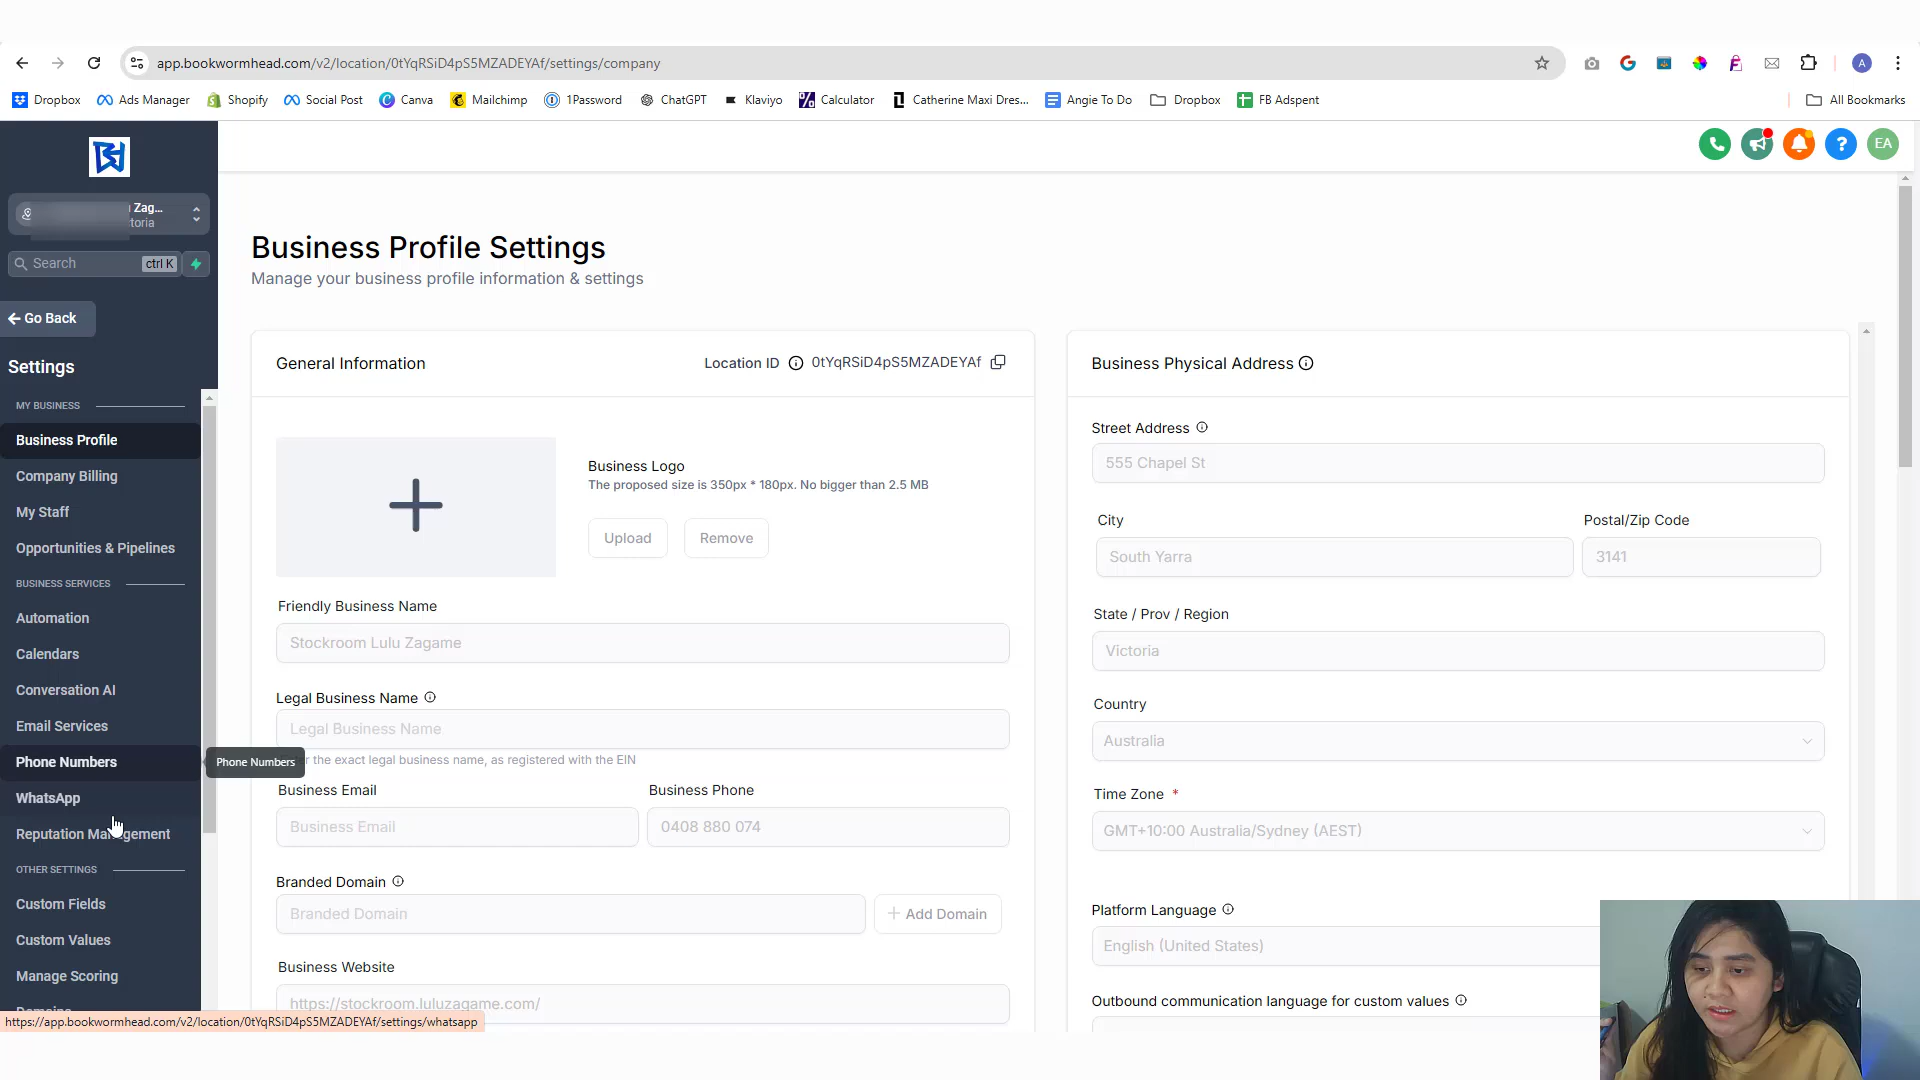 app.bookwormhead.com/v2/location/0tYqRSiD4pS5MZADEYAf/settings/company
Dropbox
Ads Manager
Shopify
Social Post
Canva
Mailchimp
1Password
ChatGPT
Klaviyo
Calculator
Catherine Maxi Dres...
Angie To Do
Dropbox
FB Adspent
All Bookmarks
A
EA
Zag...
toria
Search
ctrl K
Go Back
Settings
MY BUSINESS
Business Profile
Company Billing
My Staff
Opportunities & Pipelines
BUSINESS SERVICES
Automation
Calendars
Conversation AI
Email Services
Phone Numbers
WhatsApp
Reputation Management
OTHER SETTINGS
Custom Fields
Custom Values
Manage Scoring
Domains
Phone Numbers
https://app.bookwormhead.com/v2/location/0tYqRSiD4pS5MZADEYAf/settings/whatsapp
Business Profile Settings
Manage your business profile information & settings
General Information
Location ID
0tYqRSiD4pS5MZADEYAf
Business Logo
The proposed size is 350px * 180px. No bigger than 2.5 MB
Upload
Remove
Friendly Business Name
Stockroom Lulu Zagame
Legal Business Name
Legal Business Name
the exact legal business name, as registered with the EIN
Business Email
Business Phone
Business Email
0408 880 074
Branded Domain
Branded Domain
+ Add Domain
Business Website
https://stockroom.luluzagame.com/
Business Physical Address
Street Address
555 Chapel St
City
Postal/Zip Code
South Yarra
3141
State / Prov / Region
Victoria
Country
Australia
Time Zone *
GMT+10:00 Australia/Sydney (AEST)
Platform Language
English (United States)
Outbound communication language for custom values